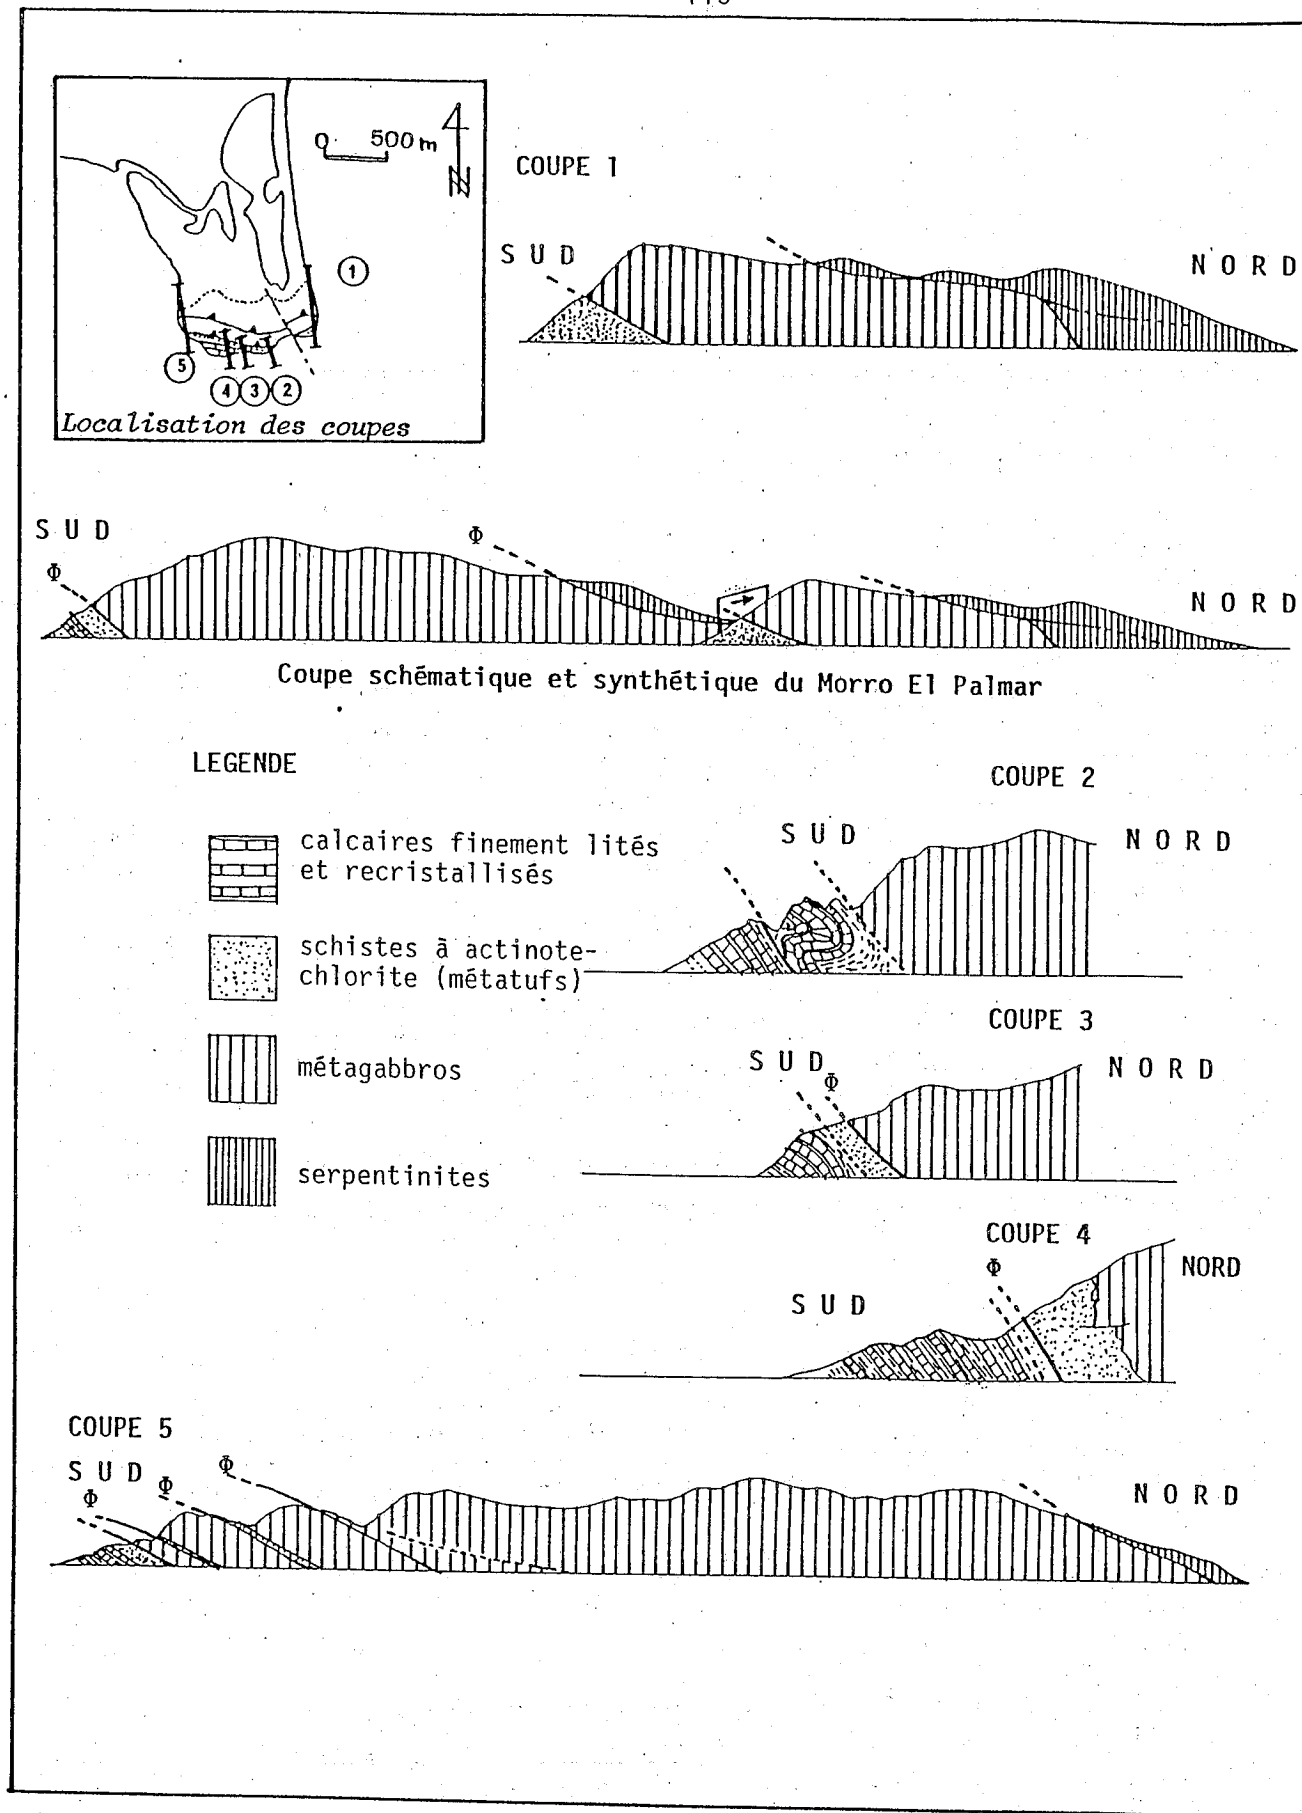 0 500 m
N
1
5
4 3 2
Localisation des coupes
COUPE 1
SUD
NORD
SUD
Φ
Φ
NORD
Coupe schématique et synthétique du Morro El Palmar
LEGENDE
calcaires finement lités
et recristallisés
schistes à actinote-
chlorite (métatufs)
métagabbros
serpentinites
COUPE 2
SUD
NORD
COUPE 3
SUD
Φ
NORD
COUPE 4
Φ
NORD
SUD
COUPE 5
SUD
Φ
Φ
Φ
NORD